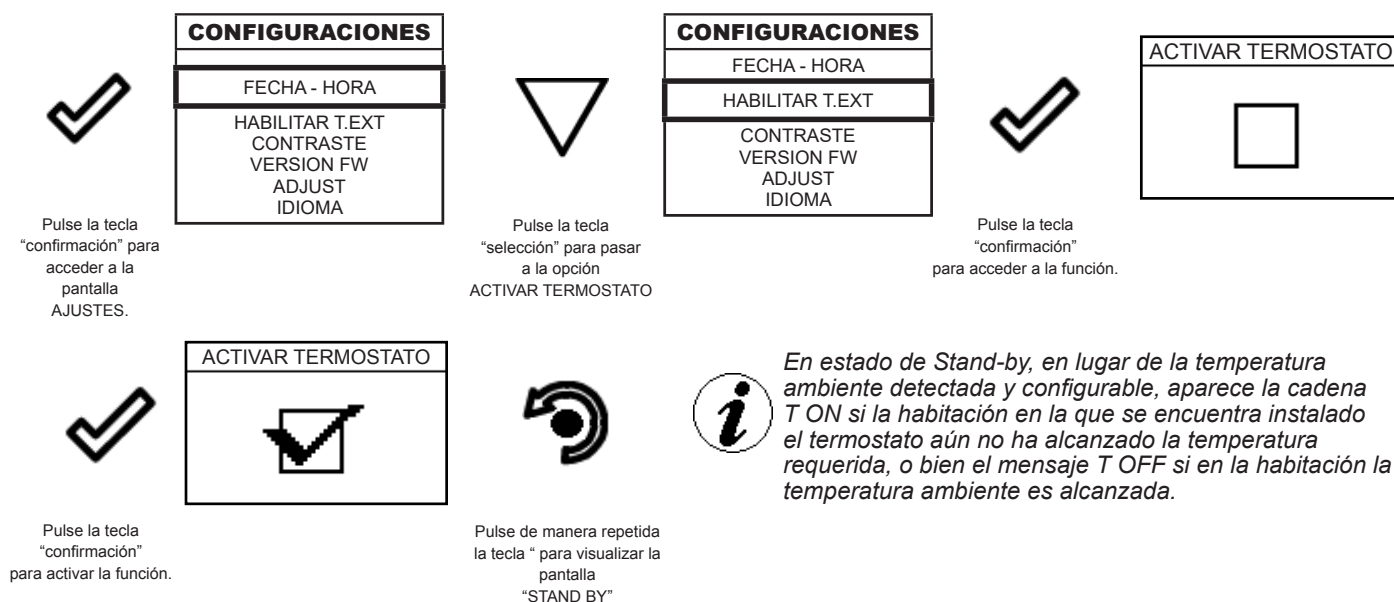 CONFIGURACIONES
FECHA - HORA
HABILITAR T.EXT
CONTRASTE
VERSION FW
ADJUST
IDIOMA
Pulse la tecla
“confirmación” para
acceder a la
pantalla
AJUSTES.
Pulse la tecla
“selección” para pasar
a la opción
ACTIVAR TERMOSTATO
CONFIGURACIONES
FECHA - HORA
HABILITAR T.EXT
CONTRASTE
VERSION FW
ADJUST
IDIOMA
Pulse la tecla
“confirmación”
para acceder a la función.
ACTIVAR TERMOSTATO
Pulse la tecla
“confirmación”
para activar la función.
ACTIVAR TERMOSTATO
Pulse de manera repetida
la tecla “ para visualizar la
pantalla
“STAND BY”
En estado de Stand-by, en lugar de la temperatura
ambiente detectada y configurable, aparece la cadena
T ON si la habitación en la que se encuentra instalado
el termostato aún no ha alcanzado la temperatura
requerida, o bien el mensaje T OFF si en la habitación la
temperatura ambiente es alcanzada.